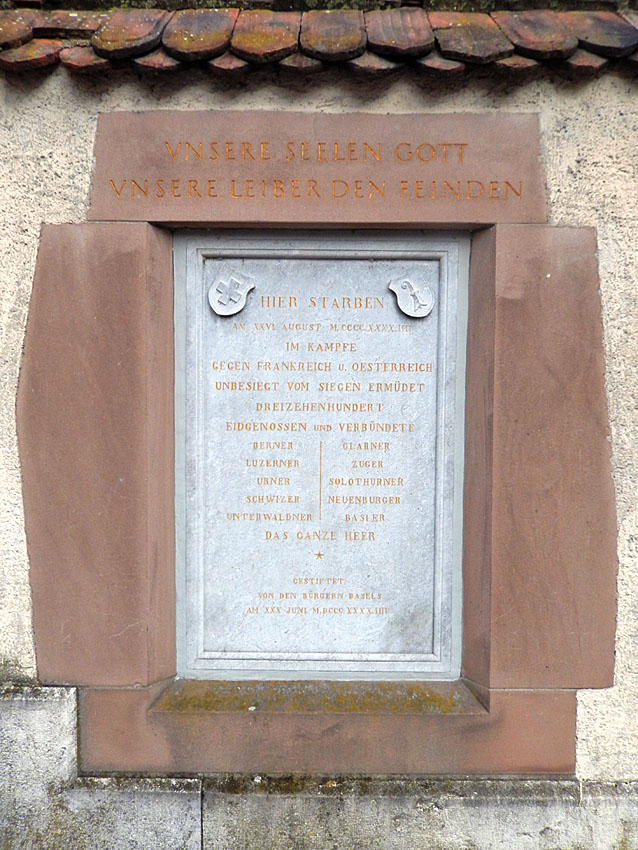 VNSERE SEELEN GOTT
VNSERE LEIBER DEN FEINDEN
HIER STARBEN
AM XXVI AUGUST M.CCCC.XXXX.IIII
IM KAMPFE
GEGEN FRANKREICH U. OESTERREICH
UNBESIEGT VOM SIEGEN ERMÜDET
DREIZEHENHUNDERT
EIDGENOSSEN UND VERBÜNDETE
BERNER GLARNER
LUZERNER ZUGER
URNER SOLOTHURNER
SCHWIZER NEUENBURGER
UNTERWALDNER BASLER
DAS GANZE HEER
GESTIFTET
VON DEN BÜRGERN BASELS
AM XXX JUNI M.DCCC.XXXX.IIII